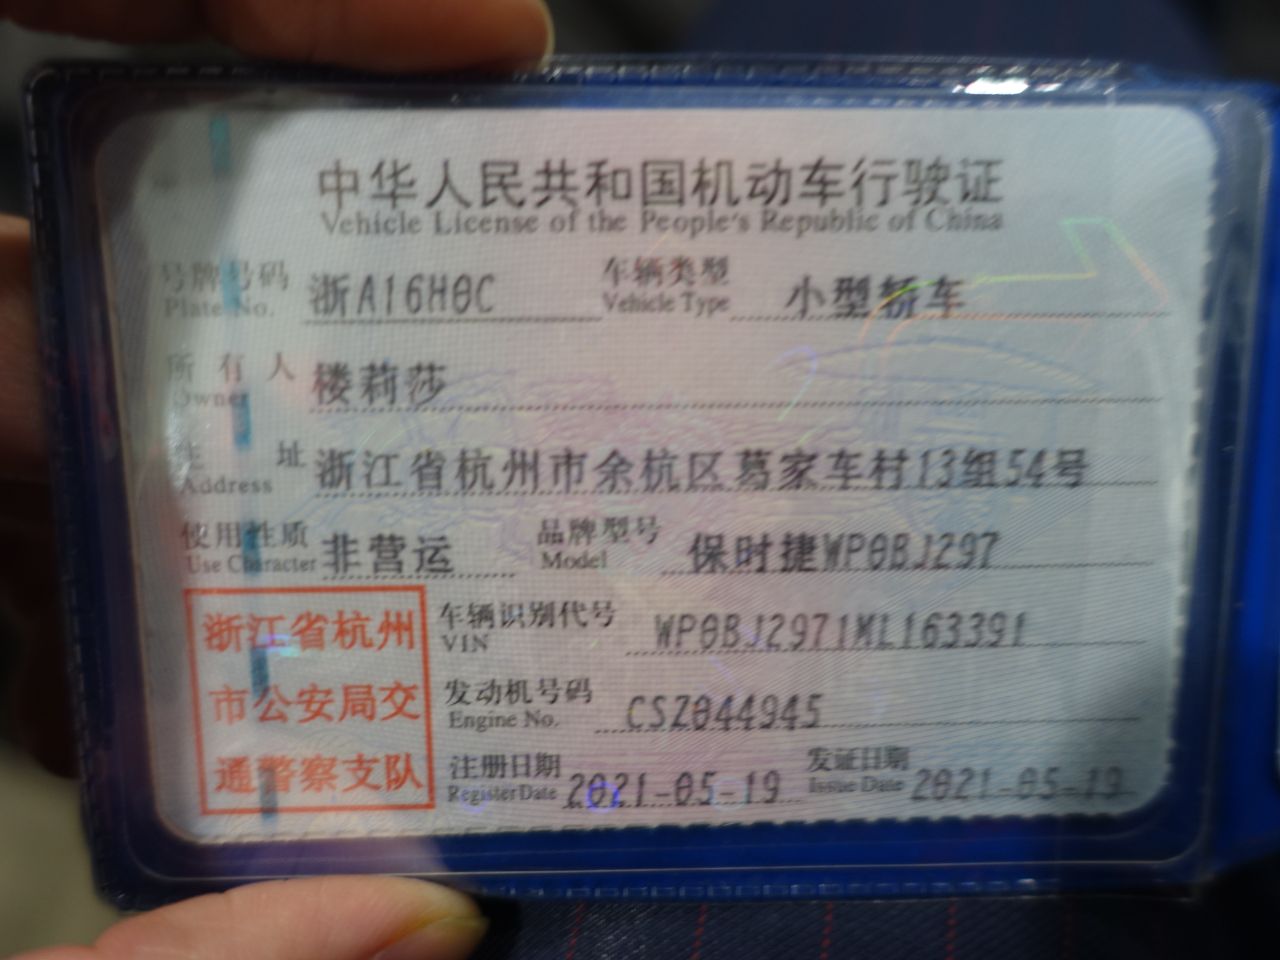 中华人民共和国机动车行驶证
Vehicle License of the People's Republic of China
号牌号码 浙A16H0C 车辆类型 小型轿车
Plate No. Vehicle Type
所有人 楼莉莎
Owner
住址 浙江省杭州市余杭区葛家车村13组54号
Address
使用性质 非营运 品牌型号 保时捷WP0BJ297
Use Character Model
浙江省杭州
市公安局交
通警察支队
车辆识别代号 WP0BJ2971ML163391
VIN
发动机号码 CSZ044945
Engine No.
注册日期 2021-05-19 发证日期 2021-05-19
Register Date Issue Date